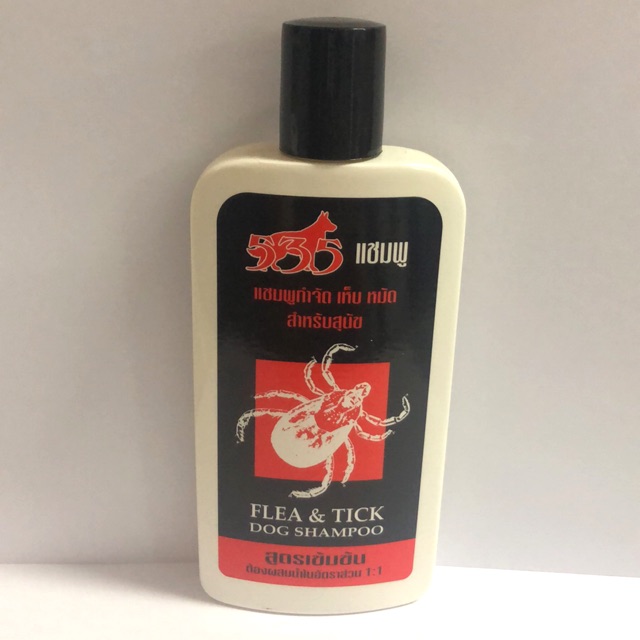 535 แชมพู
แชมพูกำจัด เห็บ หมัด
สำหรับสุนัข
FLEA & TICK
DOG SHAMPOO
สูตรเข้มข้น
ต้องผสมน้ำในอัตราส่วน 1:1